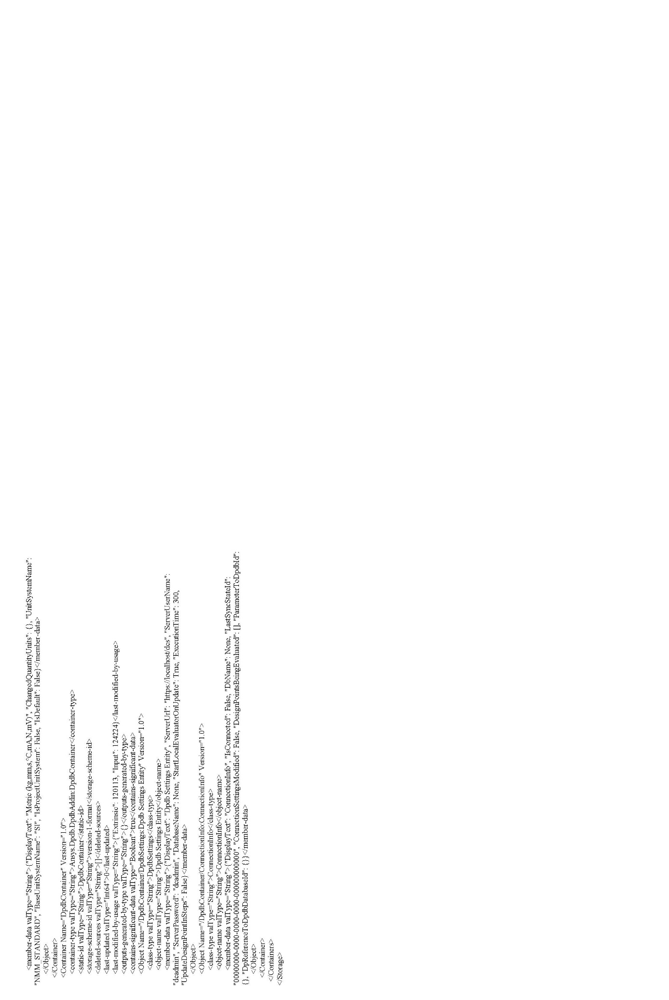 <member-data valType="String">{"DisplayText": "Metric (kg,mm,s,°C,mA,N,mV)", "ChangedQuantityUnits": {}, "UnitSystemName":
"NMM_STANDARD", "BaseUnitSystemName": "SI", "IsProjectUnitSystem": False, "IsDefault": False}</member-data>
</Object>
</Container>
<Container Name="DpdbContainer" Version="1.0">
<container-type valType="String">Ansys.Dpdb.DpdbAddin:DpdbContainer</container-type>
<static-id valType="String">DpdbContainer</static-id>
<storage-scheme-id valType="String">version-1-format</storage-scheme-id>
<deleted-sources valType="String">[]</deleted-sources>
<last-updated valType="Int64">0</last-updated>
<last-modified-by-usage valType="String">{"Extrinsic": 120113, "Input": 124224}</last-modified-by-usage>
<outputs-generated-by-type valType="String">{}</outputs-generated-by-type>
<contains-significant-data valType="Boolean">true</contains-significant-data>
<Object Name="/DpdbContainer/DpdbSettings:Dpdb Settings Entity" Version="1.0">
<class-type valType="String">DpdbSettings</class-type>
<object-name valType="String">Dpdb Settings Entity</object-name>
<member-data valType="String">{"DisplayText": "Dpdb Settings Entity", "ServerUrl": "https://localhost/dcs", "ServerUserName":
"dcadmin", "ServerPassword": "dcadmin", "DatabaseName": None, "StartLocalEvaluatorOnUpdate": True, "ExecutionTime": 300,
"UpdateDesignPointInSteps": False}</member-data>
</Object>
<Object Name="/DpdbContainer/ConnectionInfo:ConnectionInfo" Version="1.0">
<class-type valType="String">ConnectionInfo</class-type>
<object-name valType="String">ConnectionInfo</object-name>
<member-data valType="String">{"DisplayText": "ConnectionInfo", "IsConnected": False, "DbName": None, "LastSyncStateId":
"00000000-0000-0000-0000-000000000000", "ConnectionSettingsModified": False, "DesignPointsBeingEvaluated": [], "ParameterToDpdbId":
{}, "DpReferenceToDpdbDatabaseId": {}}</member-data>
</Object>
</Container>
</Containers>
</Storage>